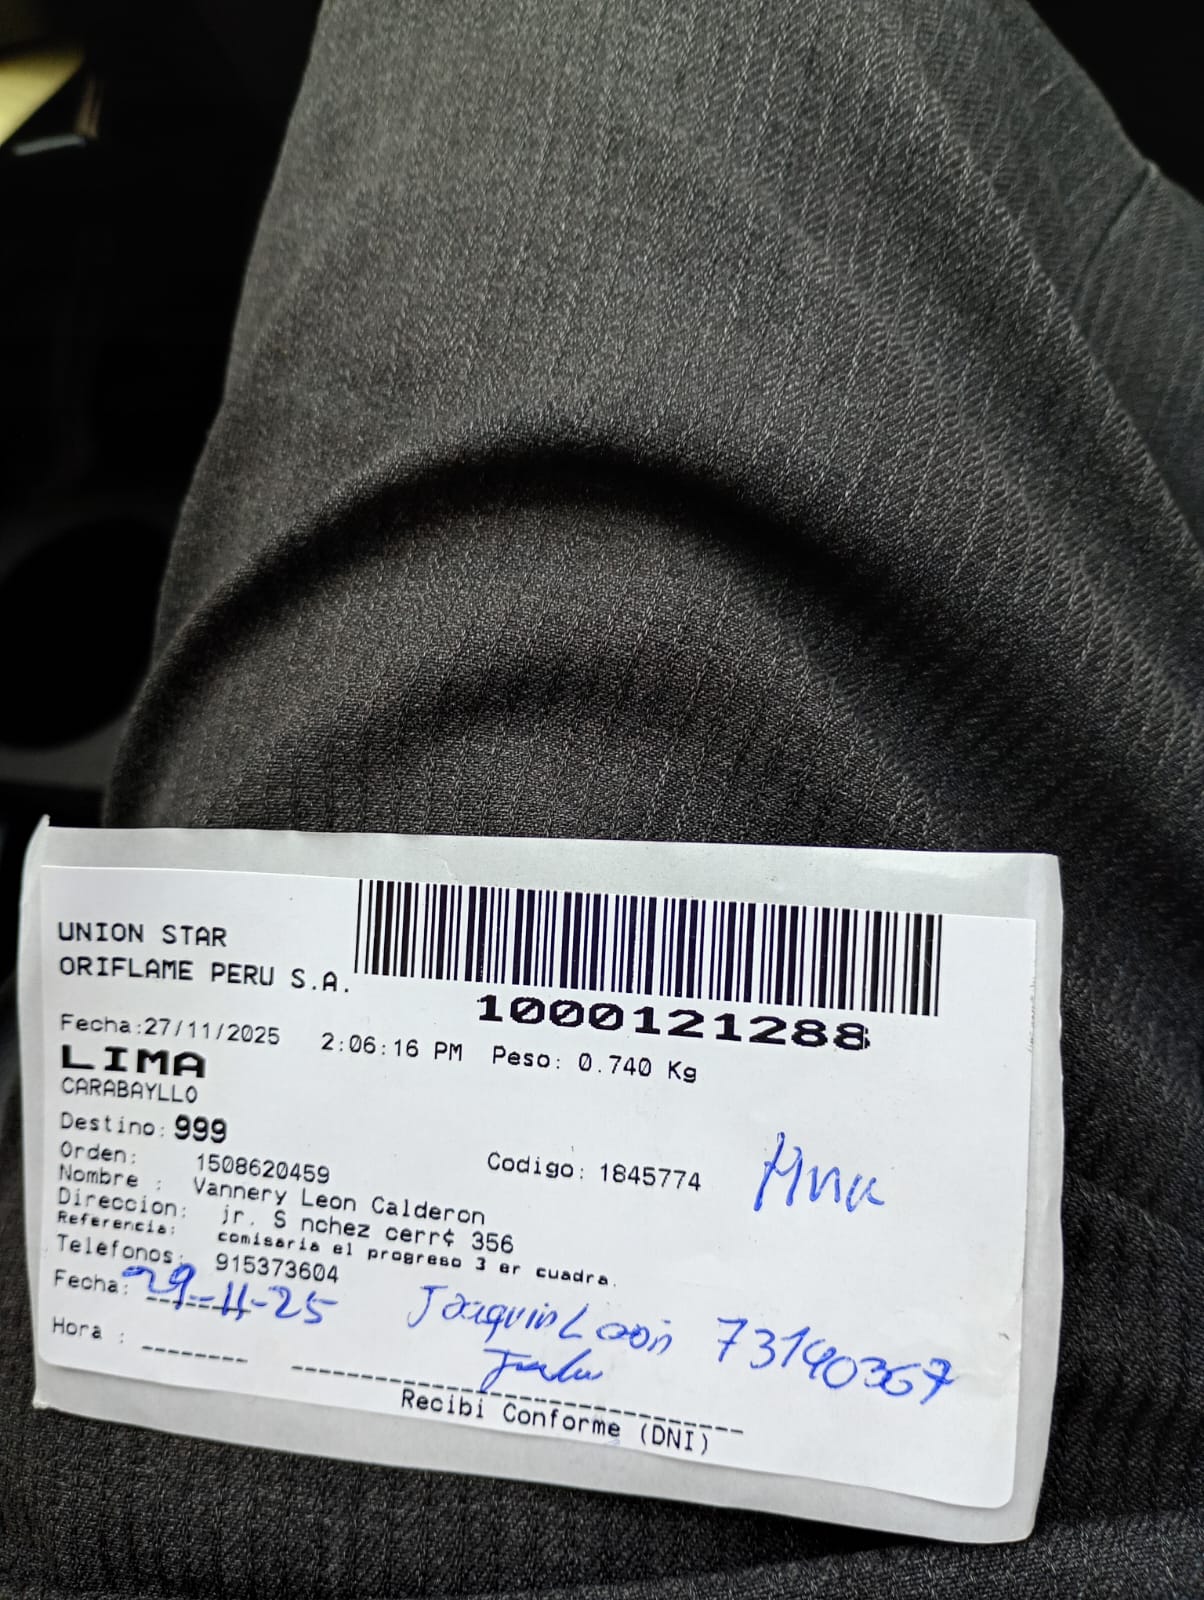 UNION STAR
ORIFLAME PERU S.A.
1000121288
Fecha:27/11/2025 2:06:16 PM Peso: 0.740 Kg
LIMA
CARABAYLLO
Destino: 999
Orden: 1508620459 Codigo: 1845774
Nombre : Vannery Leon Calderon
Direccion: jr. S nchez cerr¢ 356
Referencia: comisaria el progreso 3 er cuadra.
Telefonos: 915373604
Fecha: 29-11-25 Joaquin Leon 73140367
Hora :
Recibi Conforme (DNI)